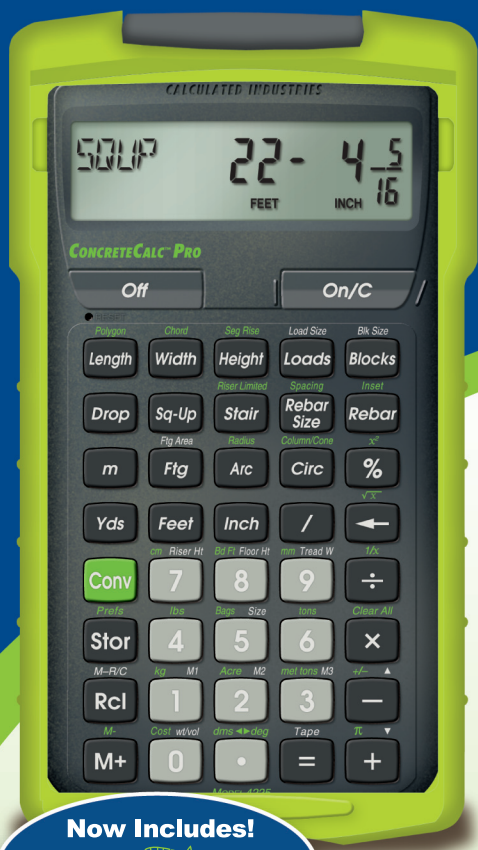 CALCULATED INDUSTRIES
SQUP 22- 4 5/16
FEET INCH
CONCRETECALC™ PRO
Off On/C
RESET
Polygon Chord Seg Rise Load Size Blk Size
Length Width Height Loads Blocks
Riser Limited Spacing Inset
Drop Sq-Up Stair Rebar Size Rebar
Ftg Area Radius Column/Cone x²
m Ftg Arc Circ %
√x
Yds Feet Inch / ←
cm Riser Ht Bd Ft Floor Ht mm Tread W 1/x
Conv 7 8 9 ÷
Prefs lbs Bags Size tons Clear All
Stor 4 5 6 ×
M–R/C kg M1 Acre M2 met tons M3 +/– ▲
Rcl 1 2 3 –
M- Cost wt/vol dms◄►deg Tape π ▼
M+ 0 • = +
4225
Now Includes!